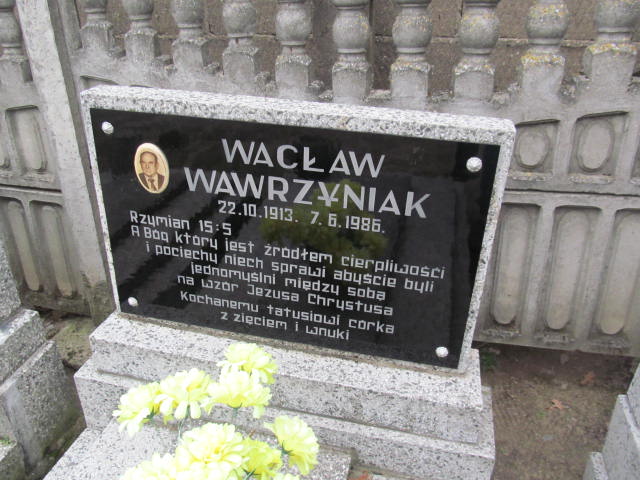 WACŁAW
WAWRZYNIAK
22.10.1913. 7.6.1986.
Rzymian 15:5
A Bóg który jest źródłem cierpliwości
i pociechy niech sprawi abyście byli
jednomyślni między sobą
na wzór Jezusa Chrystusa
Kochanemu tatusiowi corka
z zięciem i wnuki